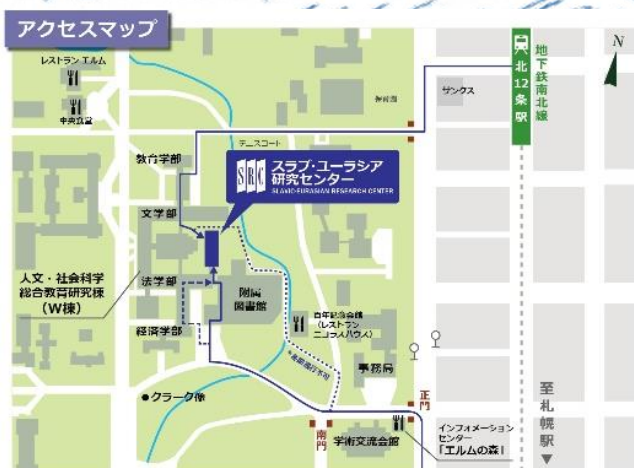 アクセスマップ
レストラン エルム
中央食堂
教育学部
テニスコート
保育園
サンクス
北12条駅
地下鉄南北線
N
SRC
スラブ・ユーラシア
研究センター
SLAVIC-EURASIAN RESEARCH CENTER
文学部
人文・社会科学
総合教育研究棟
(W棟)
法学部
附属
図書館
経済学部
百年記念会館
(レストラン
ニコラスハウス)
事務局
クラーク像
正門
南門
学術交流会館
インフォメーション
センター
「エルムの森」
至札幌駅